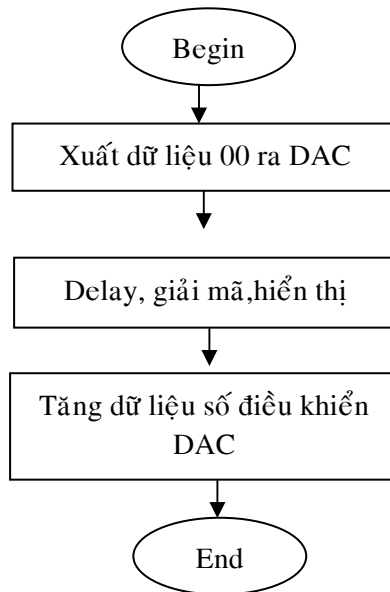 Begin
Xuất dữ liệu 00 ra DAC
Delay, giải mã,hiển thị
Tăng dữ liệu số điều khiển
DAC
End